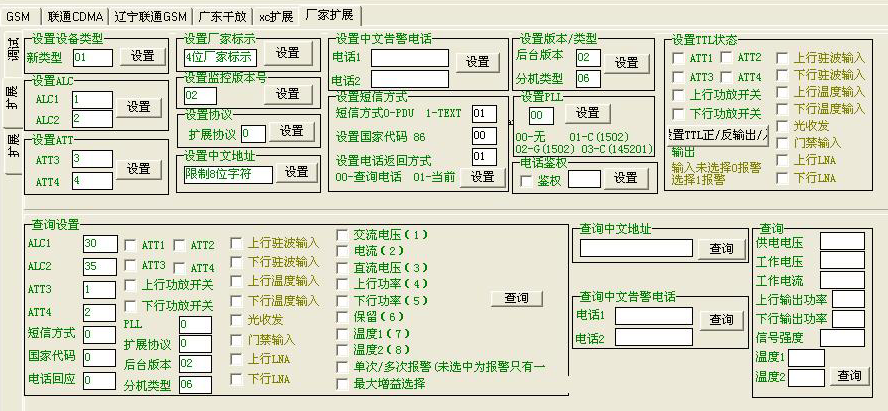 GSM 联通CDMA 辽宁联通GSM 广东千放 xc扩展 厂家扩展
调试
扩展
扩展
设置设备类型
新类型 01 设置
设置ALC
ALC1 1
ALC2 2
设置
设置ATT
ATT3 3
ATT4 4
设置
设置厂家标示
4位厂家标示 设置
设置监控版本号
02 设置
设置协议
扩展协议 0 设置
设置中文地址
限制8位字符 设置
设置中文告警电话
电话1
电话2
设置
设置短信方式
短信方式0-PDU 1-TEXT 01
设置国家代码 86 00
设置电话返回方式 01
00-查询电话 01-当前 设置
设置版本/类型
后台版本 02
分机类型 06
设置
设置PLL
00 设置
00-无 01-C(1502)
02-G(1502) 03-C(145201)
电话鉴权
鉴权 设置
设置TTL状态
ATT1 ATT2
ATT3 ATT4
上行功放开关
下行功放开关
设置TTL正/反输出/
输出
输入未选择0报警
选择1报警
上行驻波输入
下行驻波输入
上行温度输入
下行温度输入
光收发
门禁输入
上行LNA
下行LNA
查询设置
ALC1 30
ALC2 35
ATT3 1
ATT4 2
短信方式 0
国家代码 0
电话回应 0
ATT1 ATT2
ATT3 ATT4
上行功放开关
下行功放开关
PLL 0
扩展协议 0
后台版本 02
分机类型 06
上行驻波输入
下行驻波输入
上行温度输入
下行温度输入
光收发
门禁输入
上行LNA
下行LNA
交流电压(1)
电流(2)
直流电压(3)
上行功率(4)
下行功率(5)
保留(6)
温度1(7)
温度2(8)
单次/多次报警(未选中为报警只有一
最大增益选择
查询
查询中文地址
查询
查询中文告警电话
电话1
电话2
查询
查询
供电电压
工作电压
工作电流
上行输出功率
下行输出功率
信号强度
温度1
温度2 查询